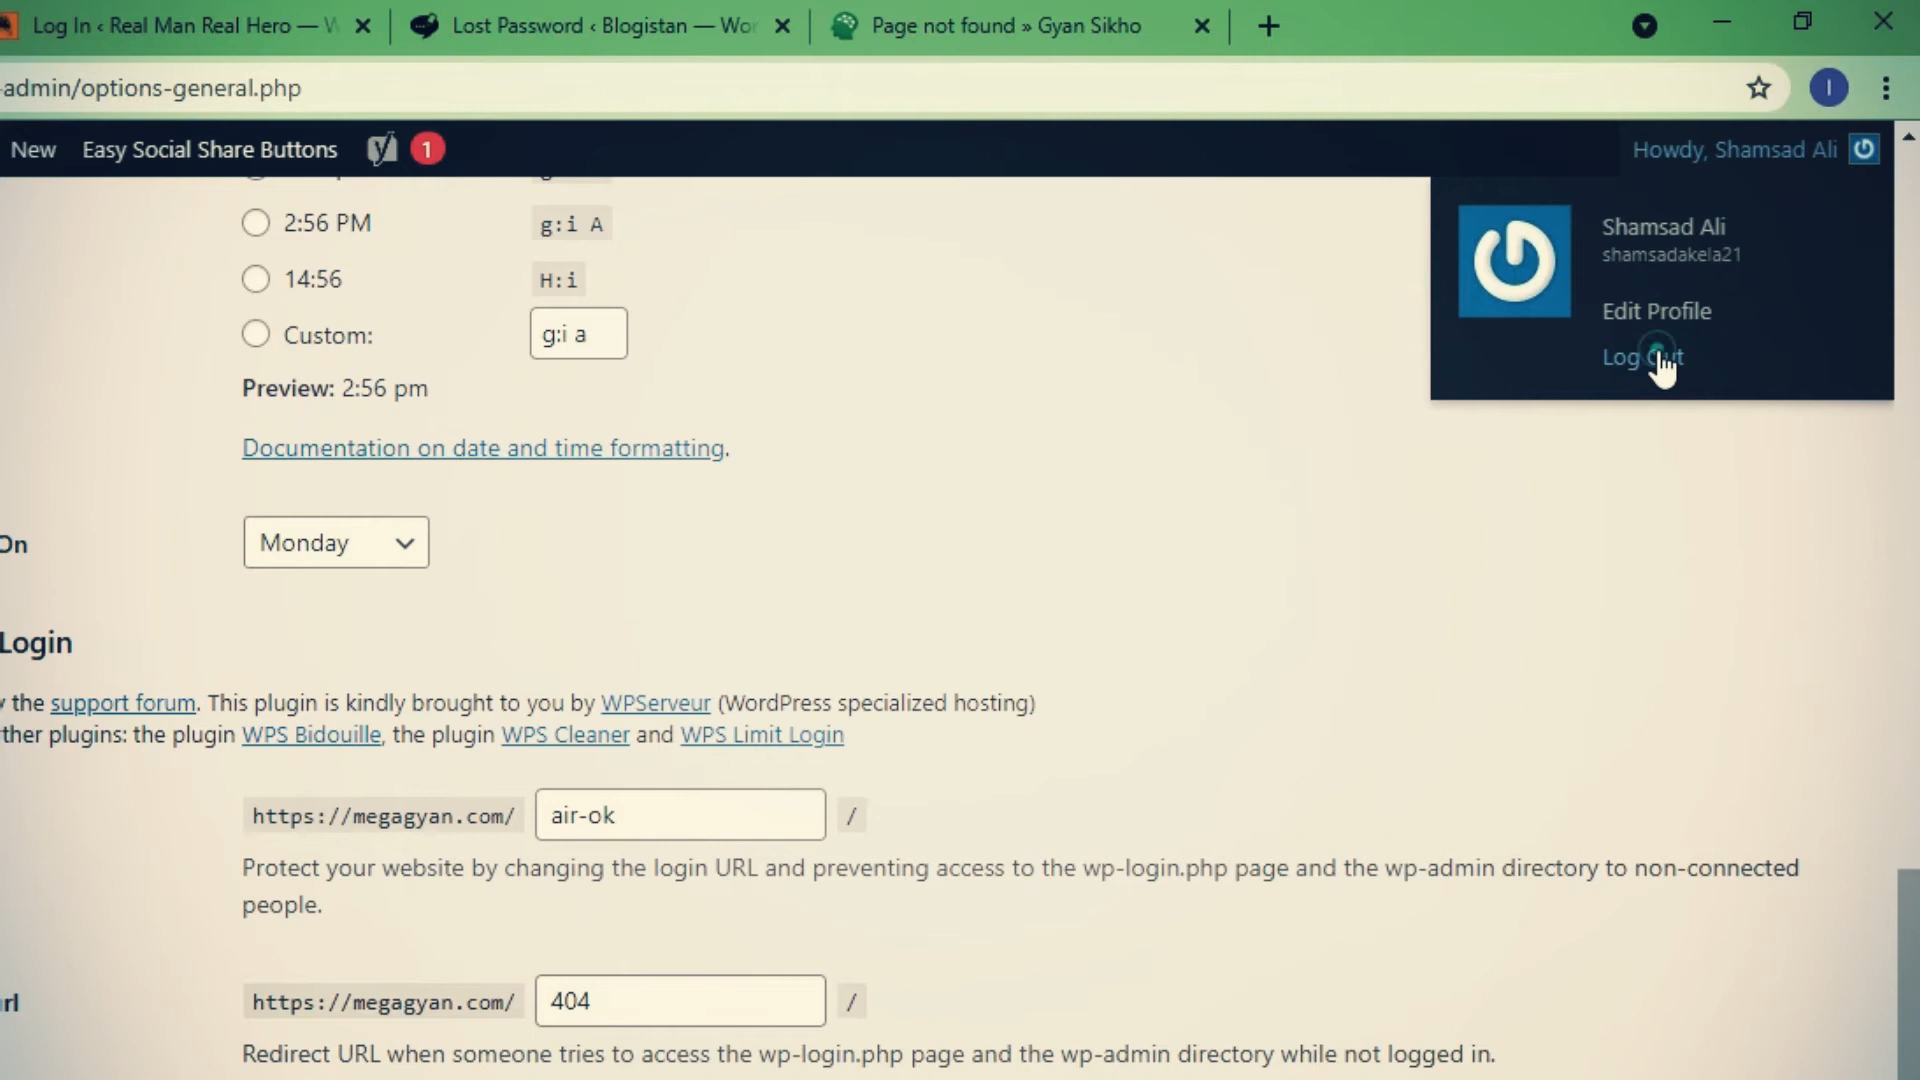 Log In ‹ Real Man Real Hero — W
Lost Password ‹ Blogistan — Wor
Page not found » Gyan Sikho
-admin/options-general.php
New Easy Social Share Buttons 1 Howdy, Shamsad Ali
2:56 PM g:i A
14:56 H:i
Custom: g:i a
Preview: 2:56 pm
Documentation on date and time formatting.
Shamsad Ali
shamsadakela21
Edit Profile
Log Out
On Monday
Login
y the support forum. This plugin is kindly brought to you by WPServeur (WordPress specialized hosting)
ther plugins: the plugin WPS Bidouille, the plugin WPS Cleaner and WPS Limit Login
https://megagyan.com/ air-ok /
Protect your website by changing the login URL and preventing access to the wp-login.php page and the wp-admin directory to non-connected
people.
rl https://megagyan.com/ 404 /
Redirect URL when someone tries to access the wp-login.php page and the wp-admin directory while not logged in.